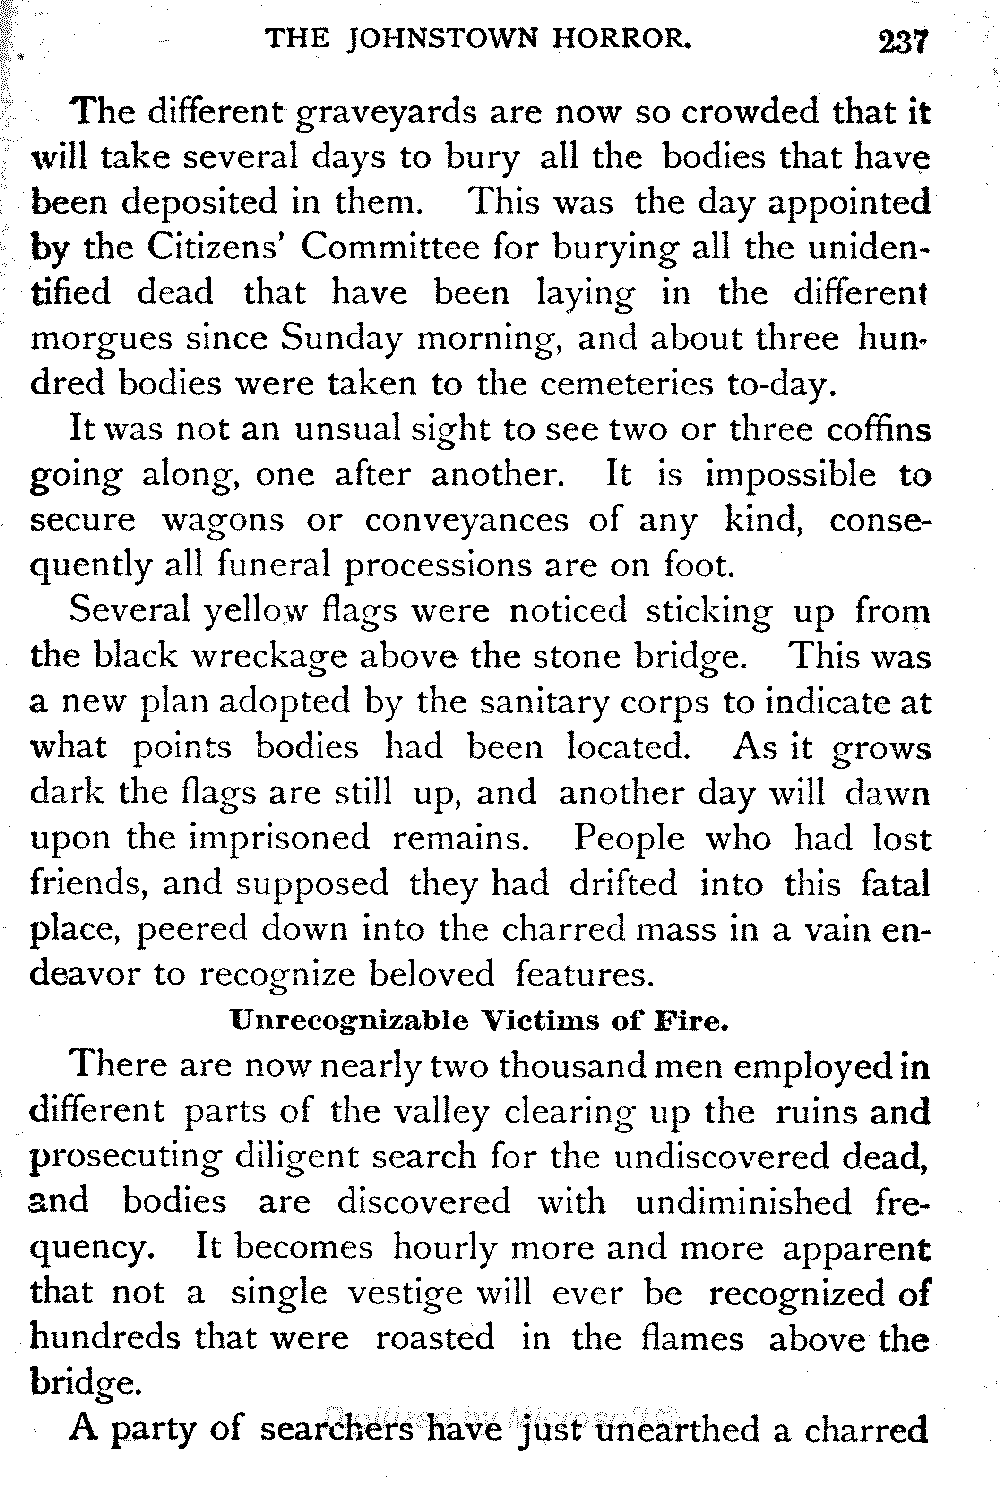 THE JOHNSTOWN HORROR. 237
The different graveyards are now so crowded that it
will take several days to bury all the bodies that have
been deposited in them. This was the day appointed
by the Citizens' Committee for burying all the uniden-
tified dead that have been laying in the different
morgues since Sunday morning, and about three hun-
dred bodies were taken to the cemeteries to-day.
It was not an unsual sight to see two or three coffins
going along, one after another. It is impossible to
secure wagons or conveyances of any kind, conse-
quently all funeral processions are on foot.
Several yellow flags were noticed sticking up from
the black wreckage above the stone bridge. This was
a new plan adopted by the sanitary corps to indicate at
what points bodies had been located. As it grows
dark the flags are still up, and another day will dawn
upon the imprisoned remains. People who had lost
friends, and supposed they had drifted into this fatal
place, peered down into the charred mass in a vain en-
deavor to recognize beloved features.
Unrecognizable Victims of Fire.
There are now nearly two thousand men employed in
different parts of the valley clearing up the ruins and
prosecuting diligent search for the undiscovered dead,
and bodies are discovered with undiminished fre-
quency. It becomes hourly more and more apparent
that not a single vestige will ever be recognized of
hundreds that were roasted in the flames above the
bridge.
A party of searchers have just unearthed a charred